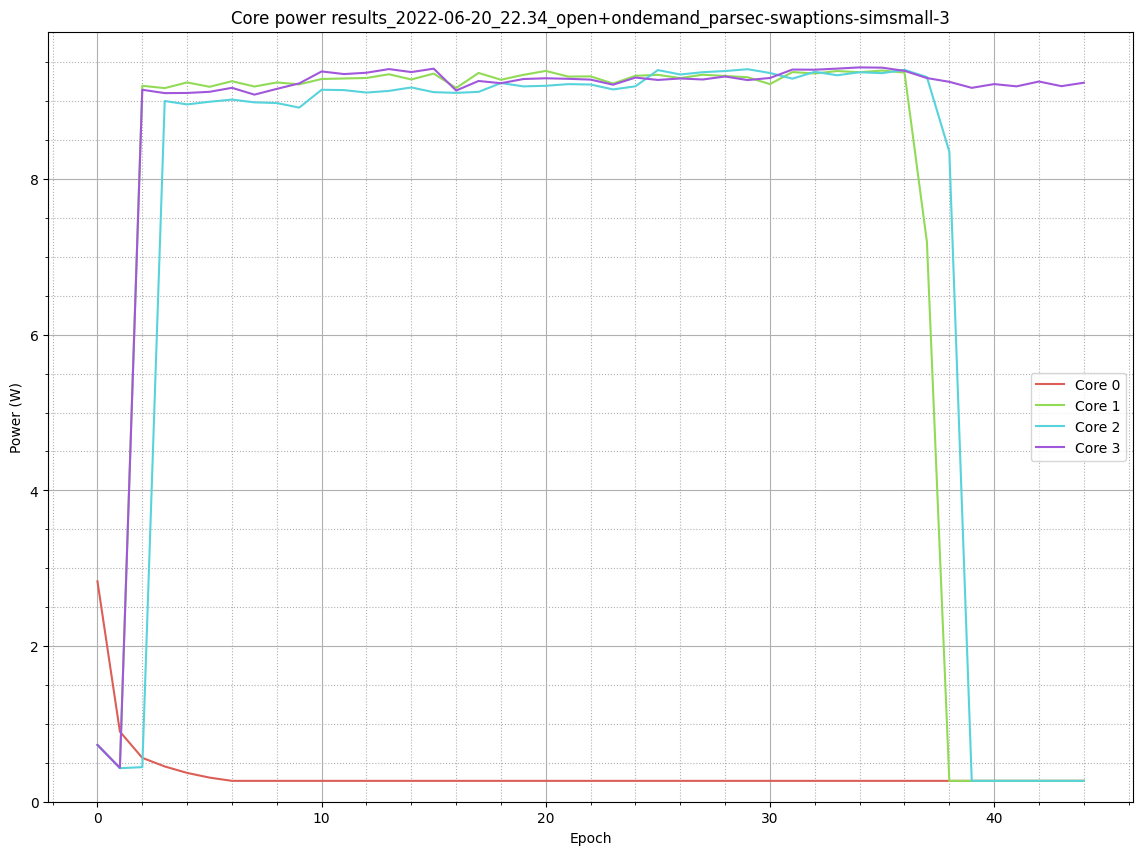 Core power results_2022-06-20_22.34_open+ondemand_parsec-swaptions-simsmall-3
Power (W)
8
6
4
2
0
Core 0
Core 1
Core 2
Core 3
0 10 20 30 40
Epoch